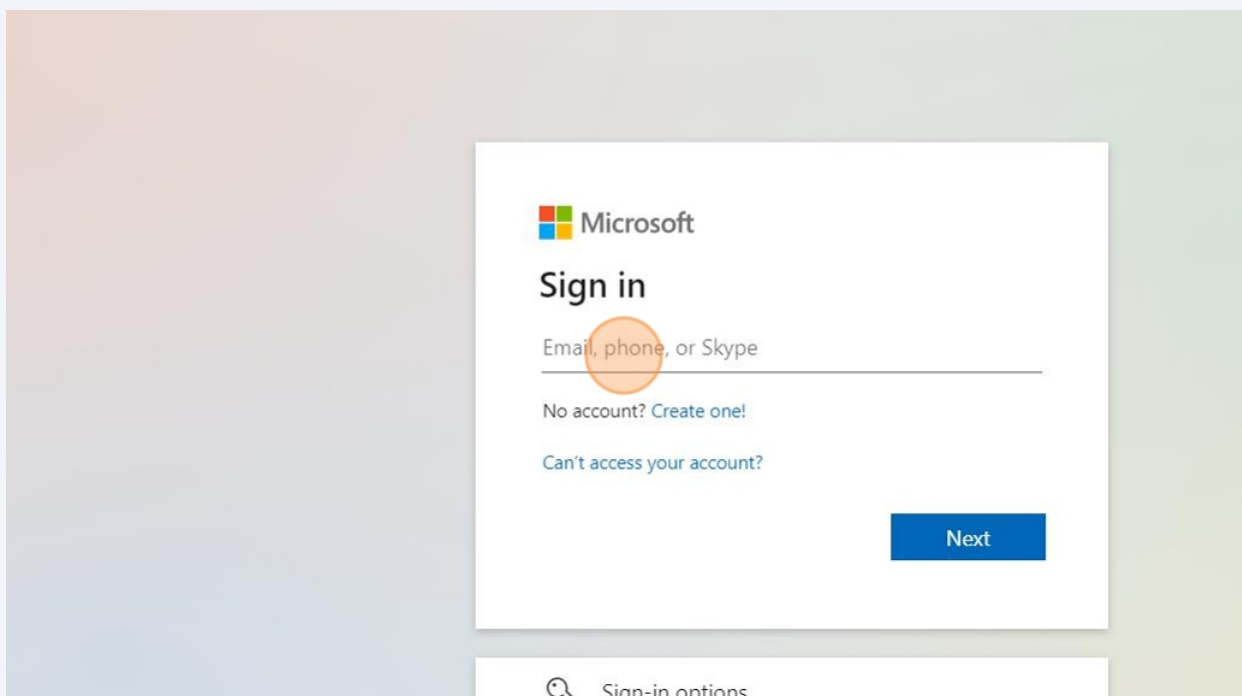 Microsoft
Sign in
Email, phone, or Skype
No account? Create one!
Can't access your account?
Next
Sign-in options